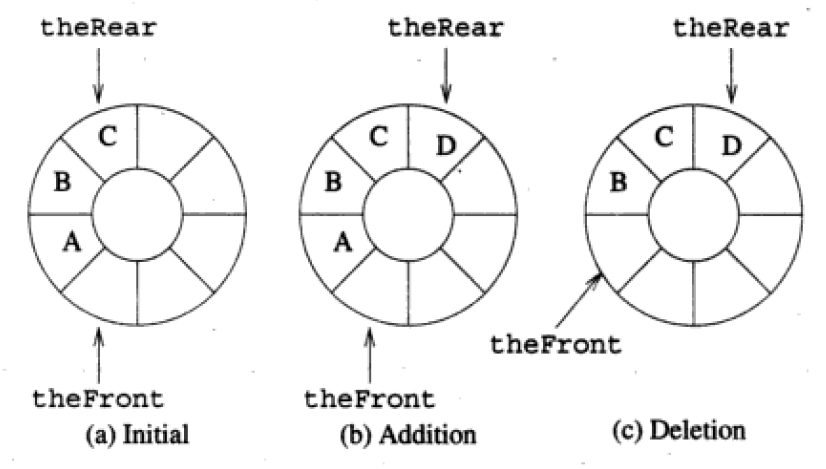 theRear theRear theRear
C C D C D
B B B
A A
theFront
theFront theFront
(a) Initial (b) Addition (c) Deletion